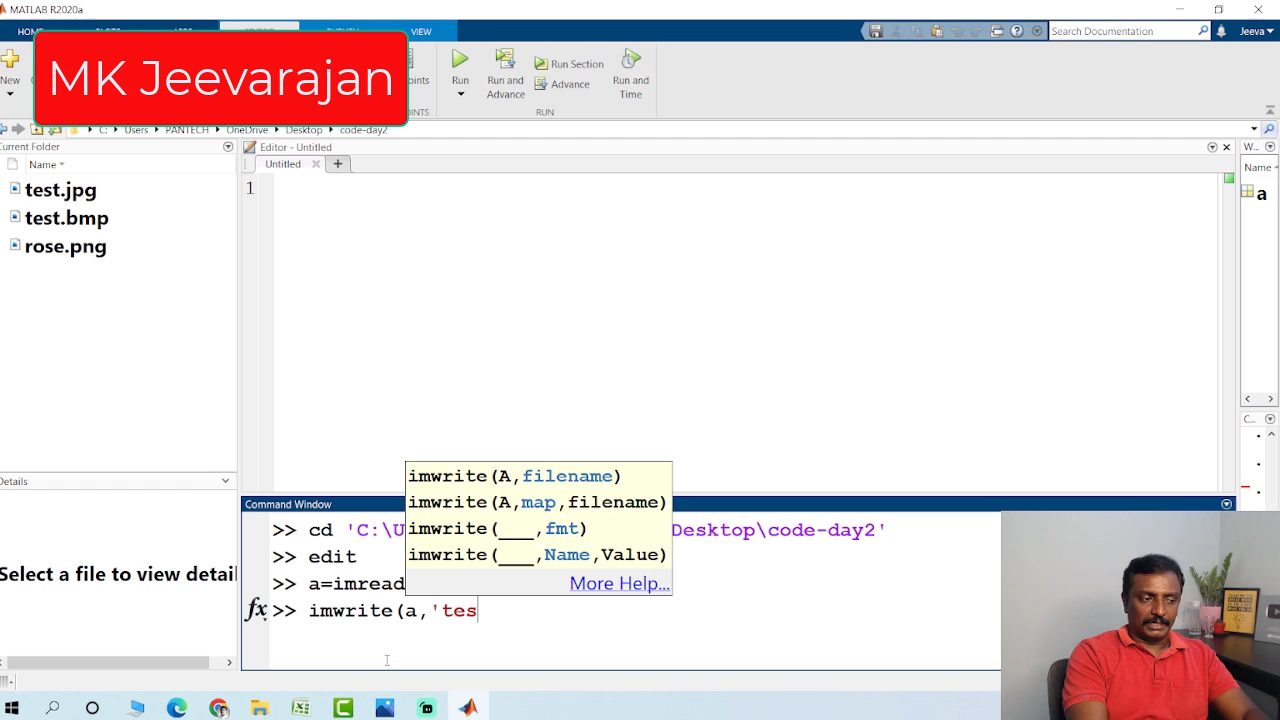 MATLAB R2020a
VIEW
Search Documentation
Jeeva
MK Jeevarajan
New
Run
Run and
Advance
Run Section
Advance
Run and
Time
RUN
C: Users PANTECH OneDrive Desktop code-day2
Current Folder
Name
test.jpg
test.bmp
rose.png
Details
Select a file to view detail
Editor - Untitled
Untitled
1
W...
Name
a
C...
imwrite(A,filename)
imwrite(A,map,filename)
imwrite(___,fmt)
imwrite(___,Name,Value)
More Help...
Command Window
>> cd 'C:\U Desktop\code-day2'
>> edit
>> a=imread
fx >> imwrite(a,'tes